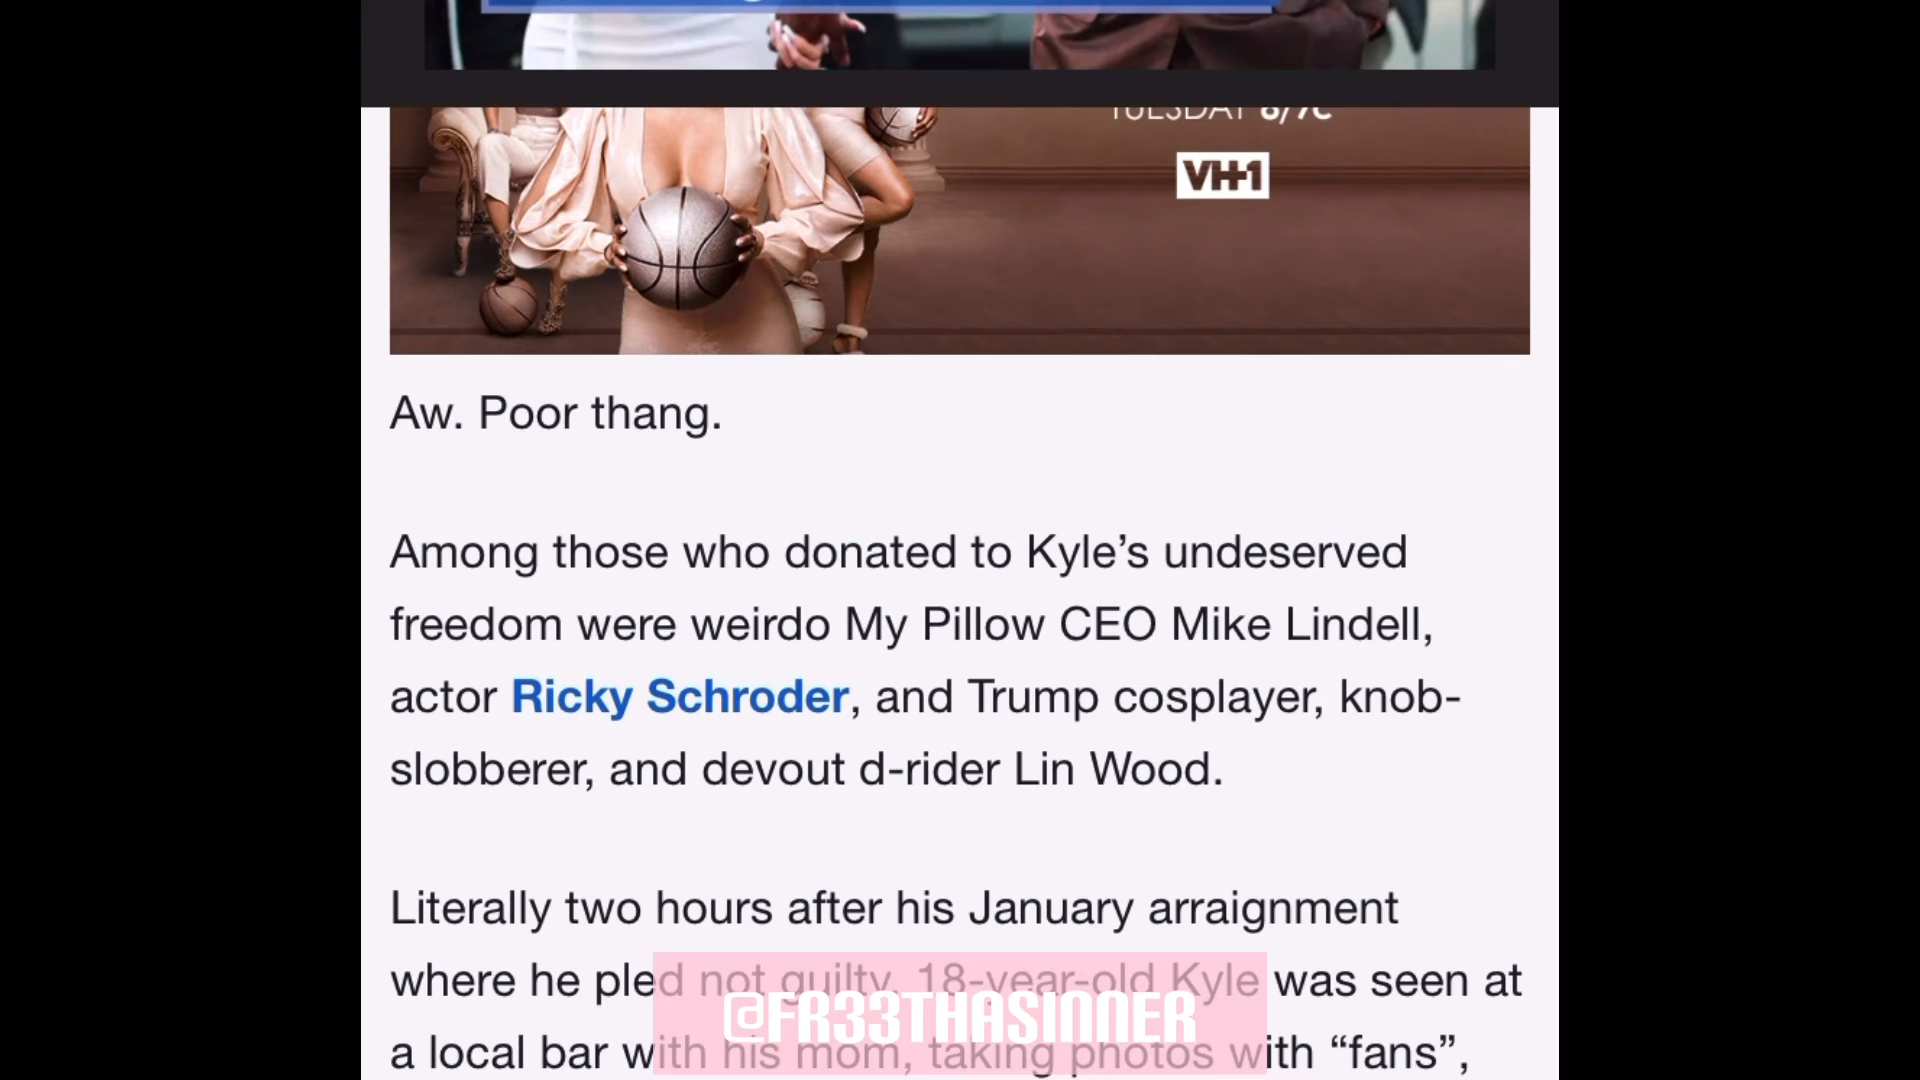 TUESDAY 8/7C
VH1
Aw. Poor thang.
Among those who donated to Kyle’s undeserved
freedom were weirdo My Pillow CEO Mike Lindell,
actor Ricky Schroder, and Trump cosplayer, knob-
slobberer, and devout d-rider Lin Wood.
Literally two hours after his January arraignment
where he pled not guilty, 18-year-old Kyle was seen at
@FR33THASINNER
a local bar with his mom, taking photos with “fans”,